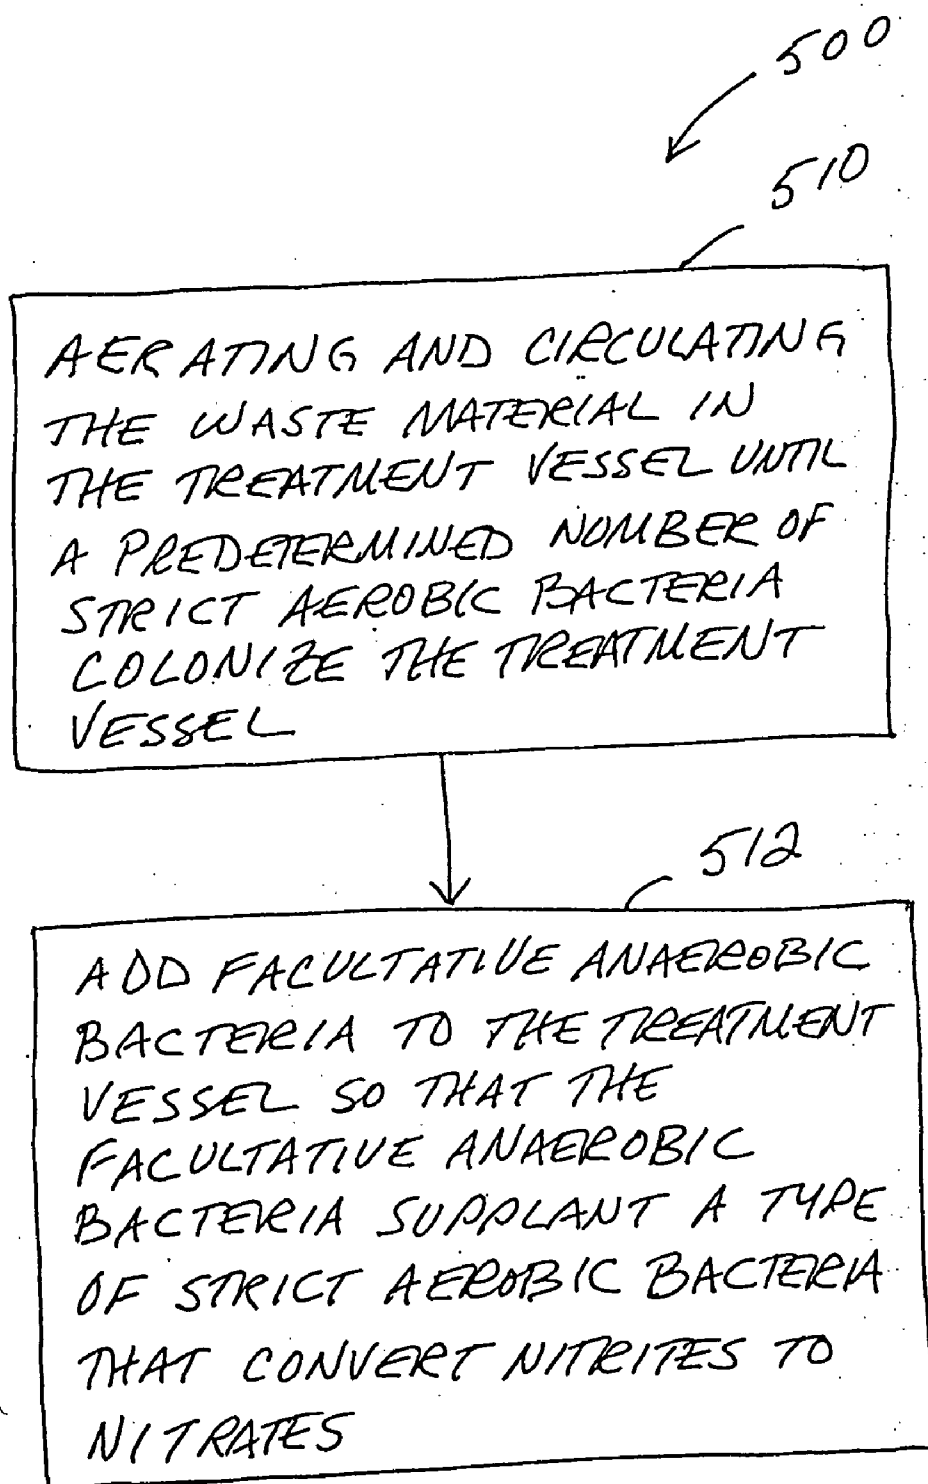 500
510
AERATING AND CIRCULATING
THE WASTE MATERIAL IN
THE TREATMENT VESSEL UNTIL
A PREDETERMINED NUMBER OF
STRICT AEROBIC BACTERIA
COLONIZE THE TREATMENT
VESSEL
512
ADD FACULTATIVE ANAEROBIC
BACTERIA TO THE TREATMENT
VESSEL SO THAT THE
FACULTATIVE ANAEROBIC
BACTERIA SUPPLANT A TYPE
OF STRICT AEROBIC BACTERIA
THAT CONVERT NITRITES TO
NITRATES